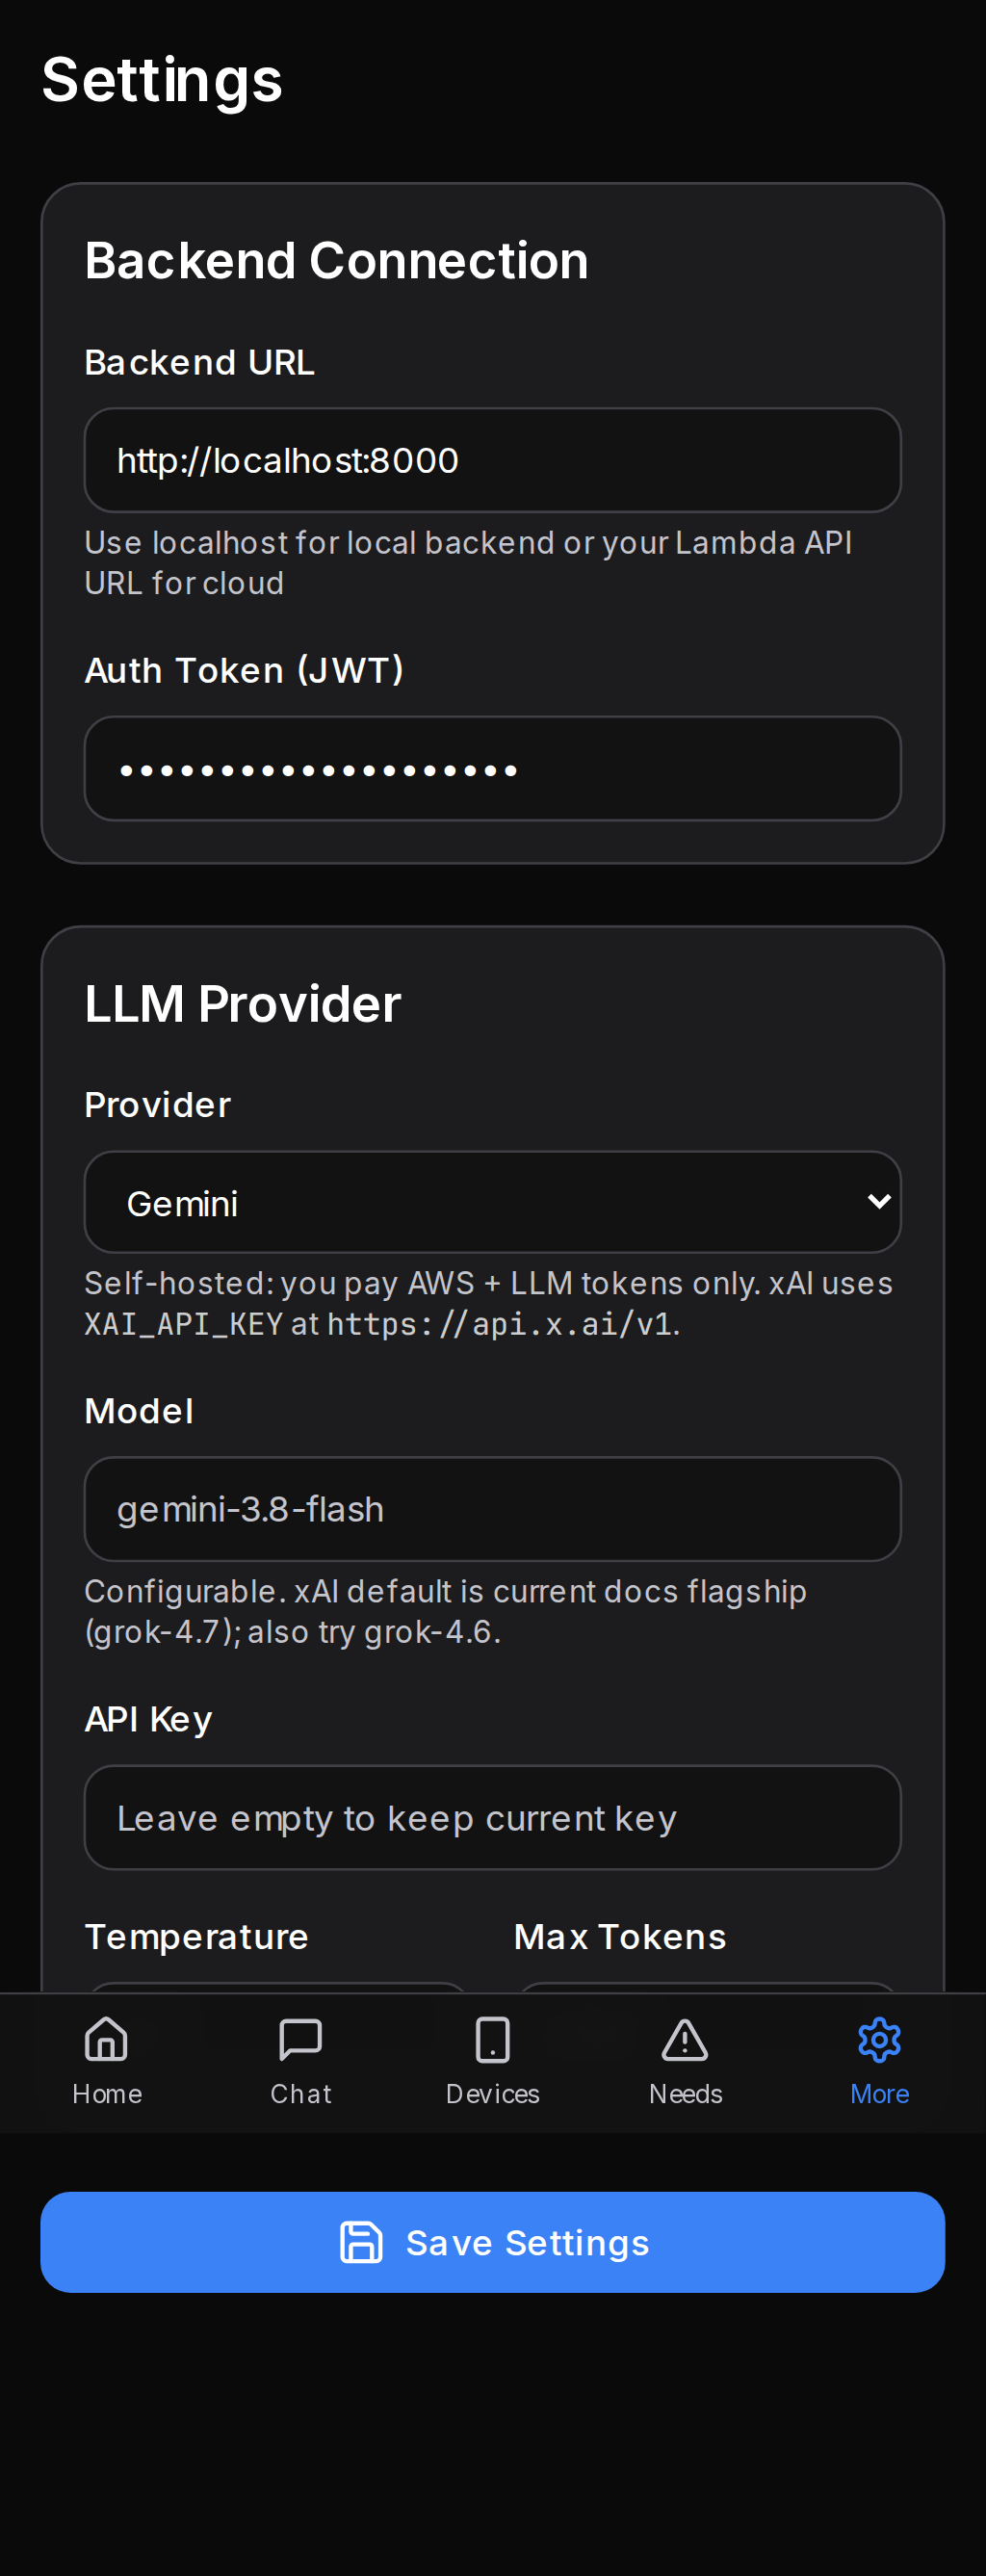 Settings
Backend Connection
Backend URL
http://localhost:8000
Use localhost for local backend or your Lambda API
URL for cloud
Auth Token (JWT)
••••••••••••••••••••
LLM Provider
Provider
Gemini
Self-hosted: you pay AWS + LLM tokens only. xAI uses
XAI_API_KEY at https://api.x.ai/v1.
Model
gemini-3.8-flash
Configurable. xAI default is current docs flagship
(grok-4.7); also try grok-4.6.
API Key
Leave empty to keep current key
Temperature Max Tokens
Home Chat Devices Needs More
Save Settings